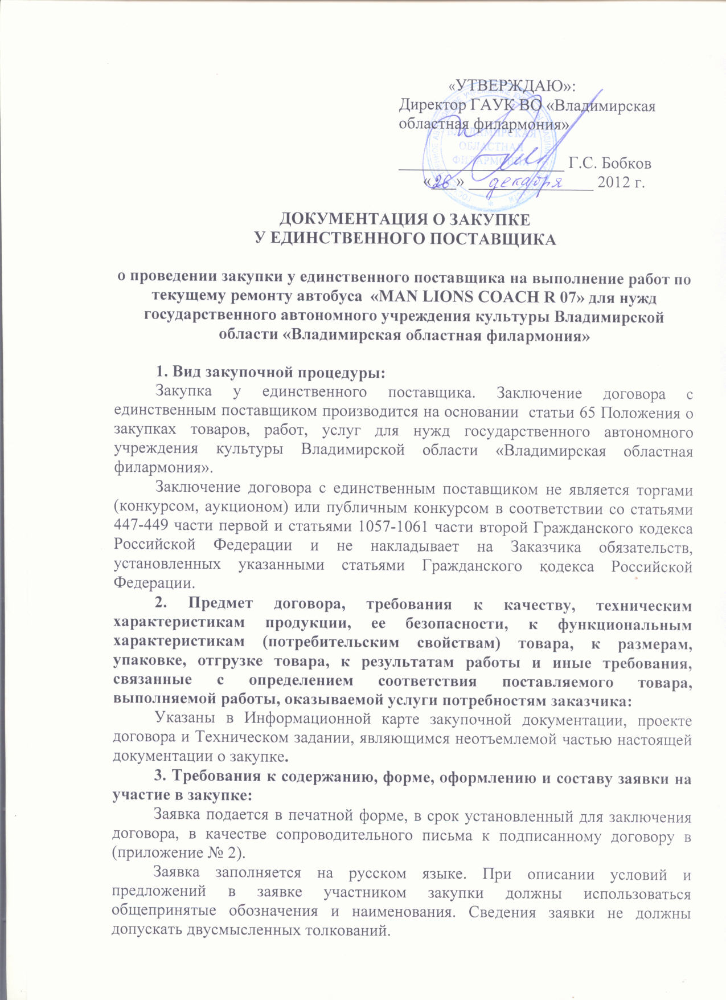 «УТВЕРЖДАЮ»:
Директор ГАУК ВО «Владимирская
областная филармония»
ВЛАДИМИРСКАЯ
ОБЛАСТНАЯ
ФИЛАРМОНИЯ
____________________ Г.С. Бобков
«26» декабря 2012 г.
ДОКУМЕНТАЦИЯ О ЗАКУПКЕ
У ЕДИНСТВЕННОГО ПОСТАВЩИКА
о проведении закупки у единственного поставщика на выполнение работ по
текущему ремонту автобуса «MAN LIONS COACH R 07» для нужд
государственного автономного учреждения культуры Владимирской
области «Владимирская областная филармония»
1. Вид закупочной процедуры:
Закупка у единственного поставщика. Заключение договора с
единственным поставщиком производится на основании статьи 65 Положения о
закупках товаров, работ, услуг для нужд государственного автономного
учреждения культуры Владимирской области «Владимирская областная
филармония».
Заключение договора с единственным поставщиком не является торгами
(конкурсом, аукционом) или публичным конкурсом в соответствии со статьями
447-449 части первой и статьями 1057-1061 части второй Гражданского кодекса
Российской Федерации и не накладывает на Заказчика обязательств,
установленных указанными статьями Гражданского кодекса Российской
Федерации.
2. Предмет договора, требования к качеству, техническим
характеристикам продукции, ее безопасности, к функциональным
характеристикам (потребительским свойствам) товара, к размерам,
упаковке, отгрузке товара, к результатам работы и иные требования,
связанные с определением соответствия поставляемого товара,
выполняемой работы, оказываемой услуги потребностям заказчика:
Указаны в Информационной карте закупочной документации, проекте
договора и Техническом задании, являющимся неотъемлемой частью настоящей
документации о закупке.
3. Требования к содержанию, форме, оформлению и составу заявки на
участие в закупке:
Заявка подается в печатной форме, в срок установленный для заключения
договора, в качестве сопроводительного письма к подписанному договору в
(приложение № 2).
Заявка заполняется на русском языке. При описании условий и
предложений в заявке участником закупки должны использоваться
общепринятые обозначения и наименования. Сведения заявки не должны
допускать двусмысленных толкований.